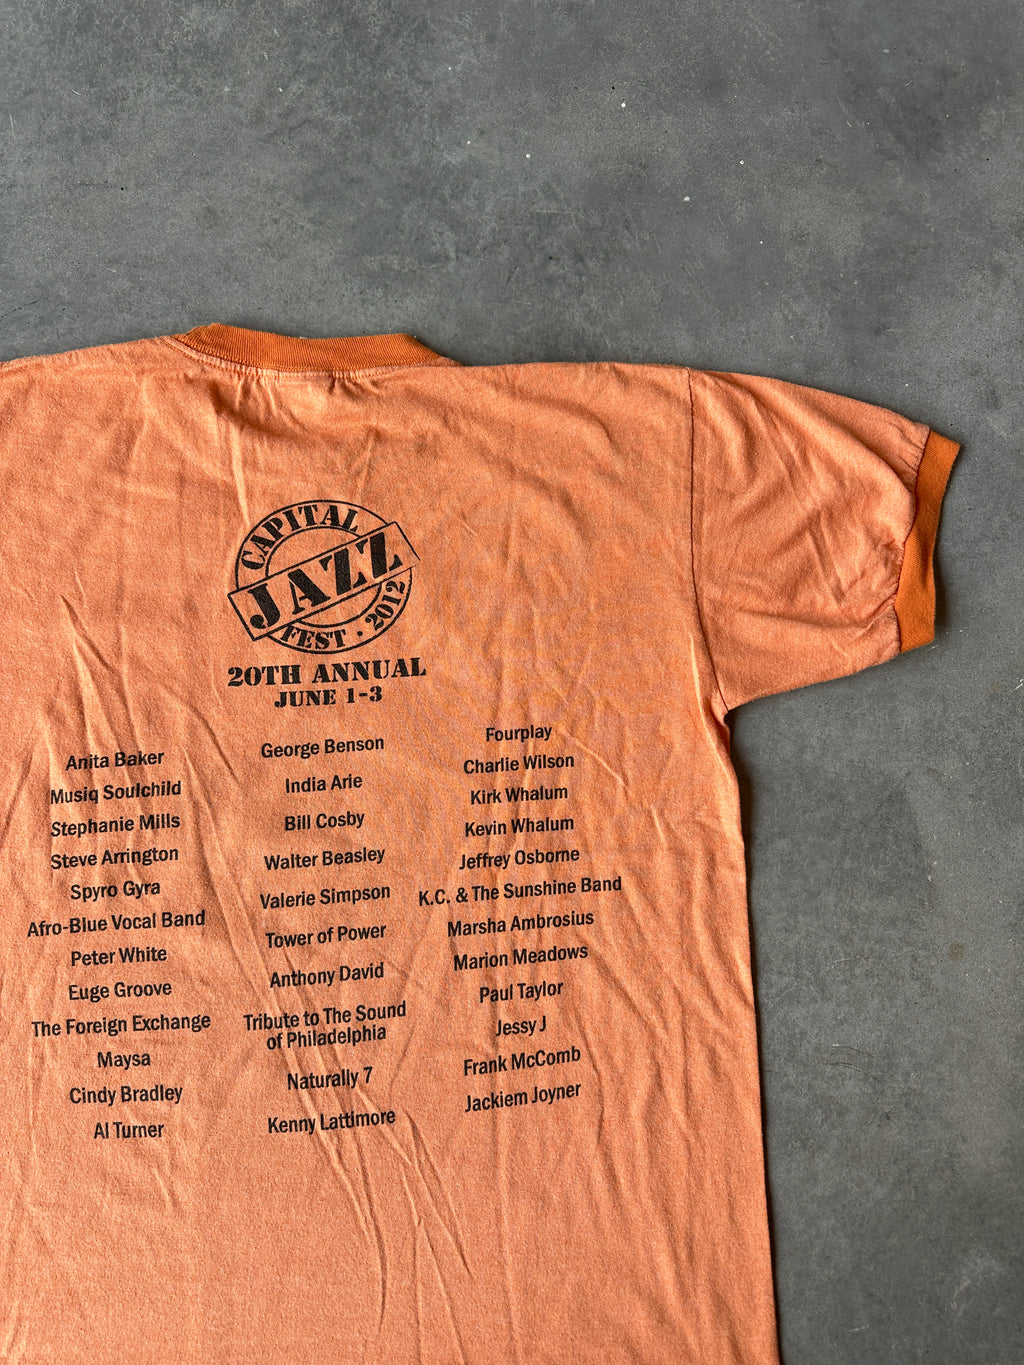 CAPITAL
JAZZ
FEST • 2012
20TH ANNUAL
JUNE 1-3
Anita Baker
Musiq Soulchild
Stephanie Mills
Steve Arrington
Spyro Gyra
Afro-Blue Vocal Band
Peter White
Euge Groove
The Foreign Exchange
Maysa
Cindy Bradley
Al Turner
George Benson
India Arie
Bill Cosby
Walter Beasley
Valerie Simpson
Tower of Power
Anthony David
Tribute to The Sound
of Philadelphia
Naturally 7
Kenny Lattimore
Fourplay
Charlie Wilson
Kirk Whalum
Kevin Whalum
Jeffrey Osborne
K.C. & The Sunshine Band
Marsha Ambrosius
Marion Meadows
Paul Taylor
Jessy J
Frank McComb
Jackiem Joyner